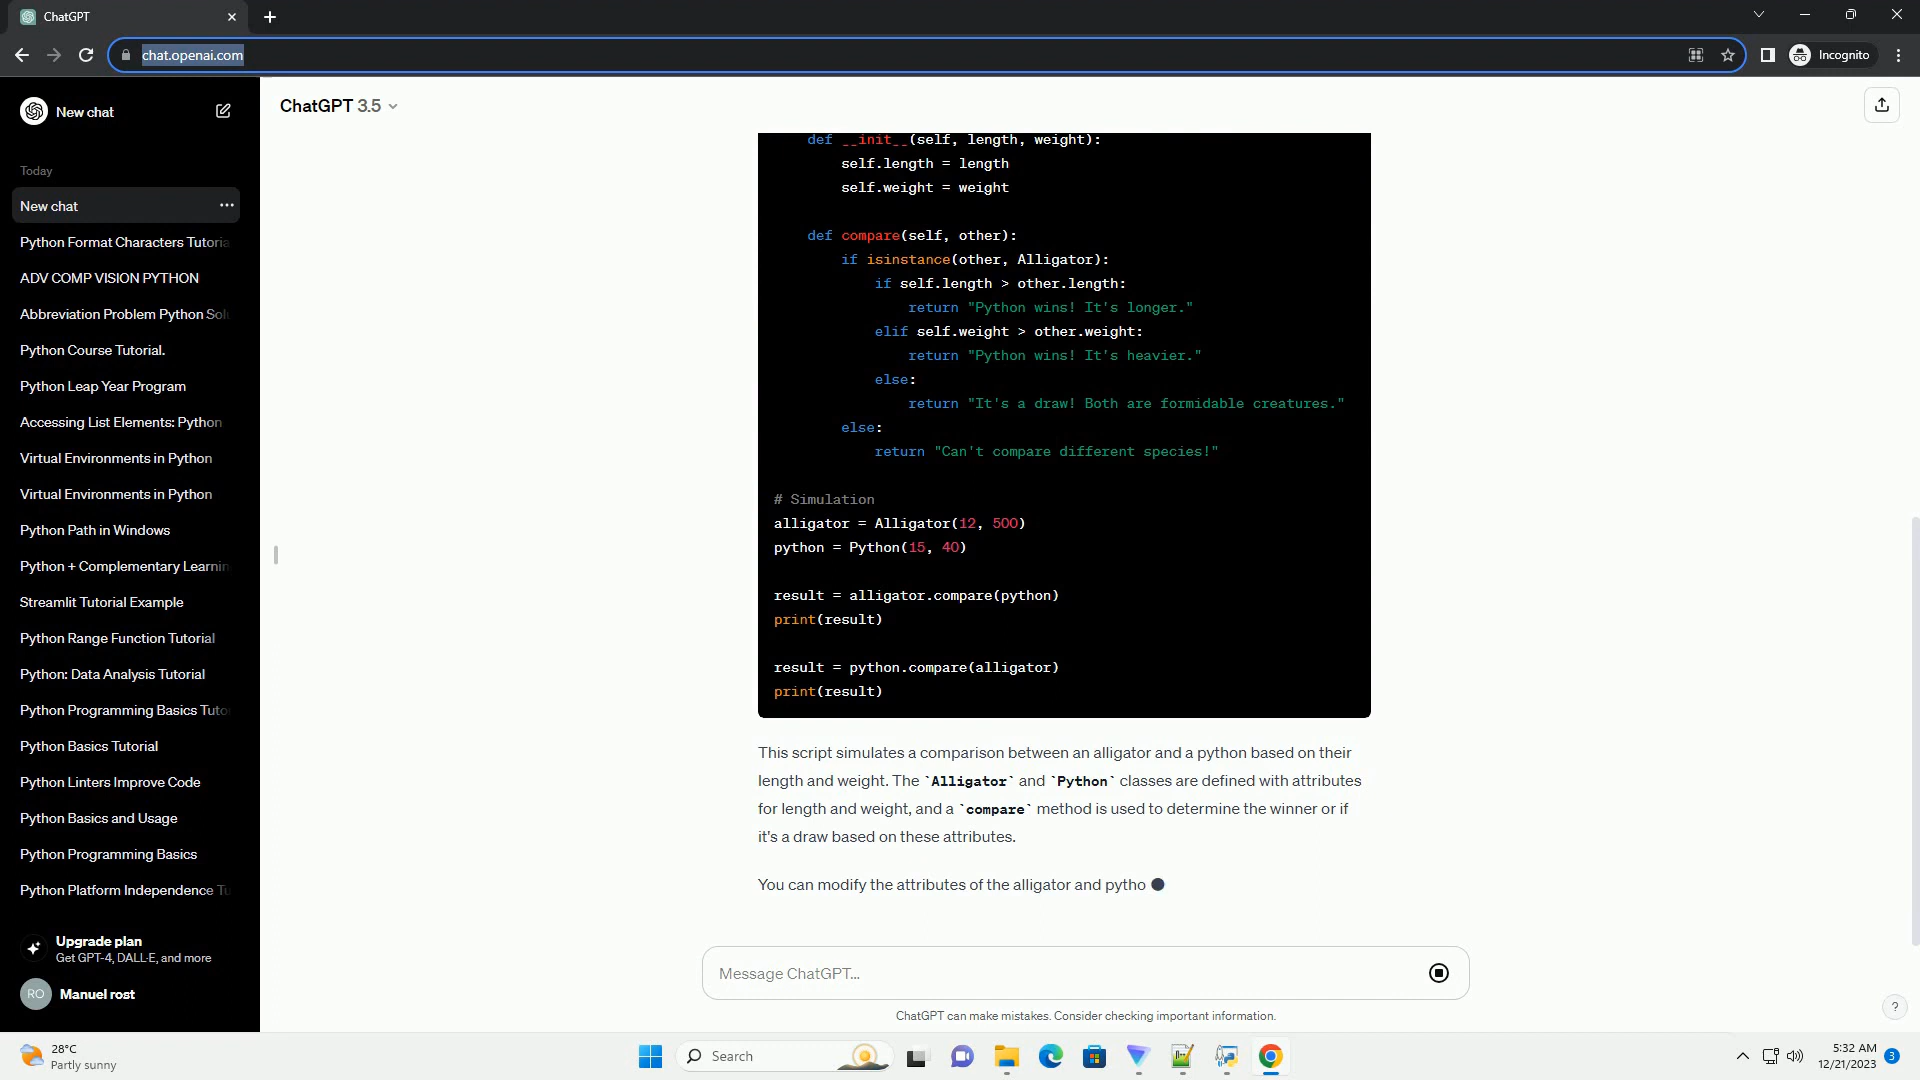 ChatGPT
chat.openai.com
Incognito
New chat
Today
New chat
Python Format Characters Tutoria
ADV COMP VISION PYTHON
Abbreviation Problem Python Solu
Python Course Tutorial.
Python Leap Year Program
Accessing List Elements: Python
Virtual Environments in Python
Virtual Environments in Python
Python Path in Windows
Python + Complementary Learnin
Streamlit Tutorial Example
Python Range Function Tutorial
Python: Data Analysis Tutorial
Python Programming Basics Tuto
Python Basics Tutorial
Python Linters Improve Code
Python Basics and Usage
Python Programming Basics
Python Platform Independence Tu
Upgrade plan
Get GPT-4, DALL·E, and more
RO Manuel rost
ChatGPT 3.5
def __init__(self, length, weight):
self.length = length
self.weight = weight
def compare(self, other):
if isinstance(other, Alligator):
if self.length > other.length:
return "Python wins! It's longer."
elif self.weight > other.weight:
return "Python wins! It's heavier."
else:
return "It's a draw! Both are formidable creatures."
else:
return "Can't compare different species!"
# Simulation
alligator = Alligator(12, 500)
python = Python(15, 40)
result = alligator.compare(python)
print(result)
result = python.compare(alligator)
print(result)
This script simulates a comparison between an alligator and a python based on their
length and weight. The `Alligator` and `Python` classes are defined with attributes
for length and weight, and a `compare` method is used to determine the winner or if
it's a draw based on these attributes.
You can modify the attributes of the alligator and pytho
Message ChatGPT...
ChatGPT can make mistakes. Consider checking important information.
?
28°C
Partly sunny
Search
5:32 AM
12/21/2023
3